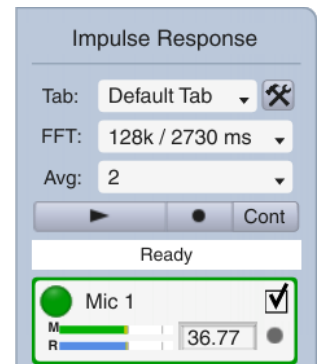 Impulse Response
Tab: Default Tab
FFT: 128k / 2730 ms
Avg: 2
Cont
Ready
Mic 1
M
R 36.77